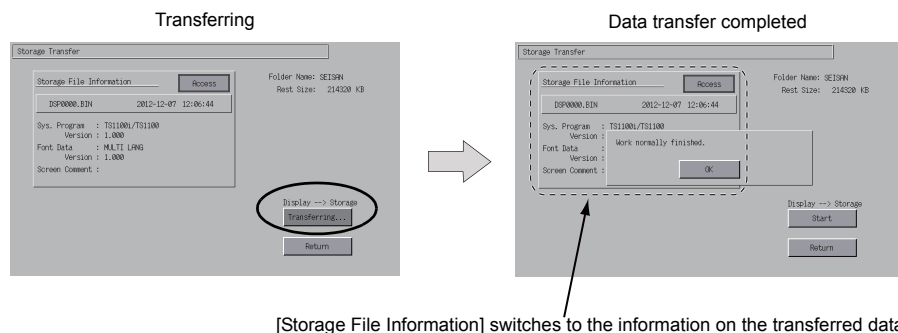 Transferring
Storage Transfer
Storage File Information
Access
DSP0000.BIN 2012-12-07 12:06:44
Sys. Program : TS1100i/TS1100
Version : 1.000
Font Data : MULTI LANG
Version : 1.000
Screen Comment :
Folder Name: SEISAN
Rest Size: 214320 KB
Display --> Storage
Transferring...
Return
Data transfer completed
Storage Transfer
Storage File Information
Access
DSP0000.BIN 2012-12-07 12:06:44
Sys. Program : TS1100i/TS1100
Version :
Font Data :
Version :
Screen Comment :
Work normally finished.
OK
Folder Name: SEISAN
Rest Size: 214320 KB
Display --> Storage
Start
Return
[Storage File Information] switches to the information on the transferred data